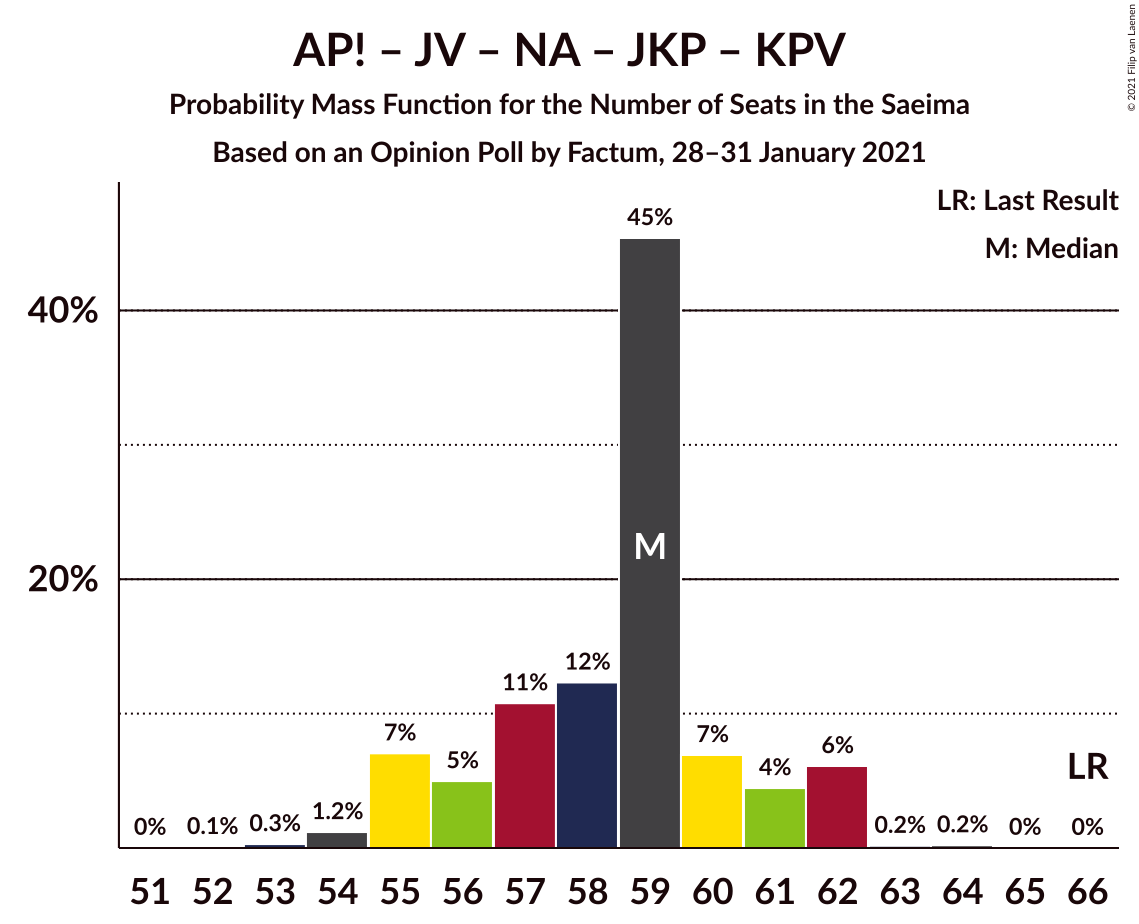 AP! – JV – NA – JKP – KPV
Probability Mass Function for the Number of Seats in the Saeima
Based on an Opinion Poll by Factum, 28–31 January 2021
© 2021 Filip van Laenen
LR: Last Result
M: Median
45%
40%
M
20%
12%
11%
7%
5%
7%
4%
6%
LR
0%
0.1%
0.3%
1.2%
0.2%
0.2%
0%
0%
51 52 53 54 55 56 57 58 59 60 61 62 63 64 65 66